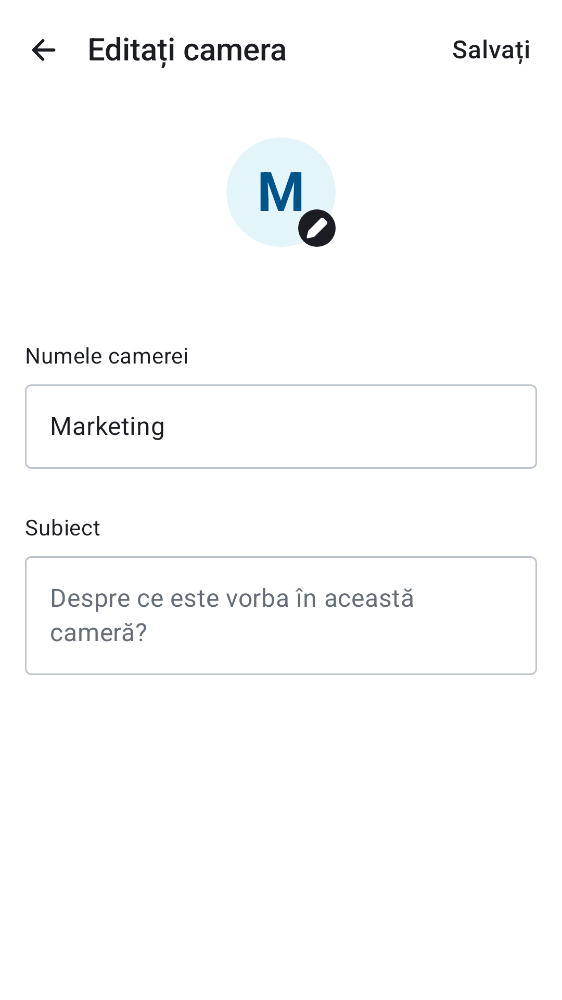 Editați camera
Salvați
M
Numele camerei
Marketing
Subiect
Despre ce este vorba în această
cameră?